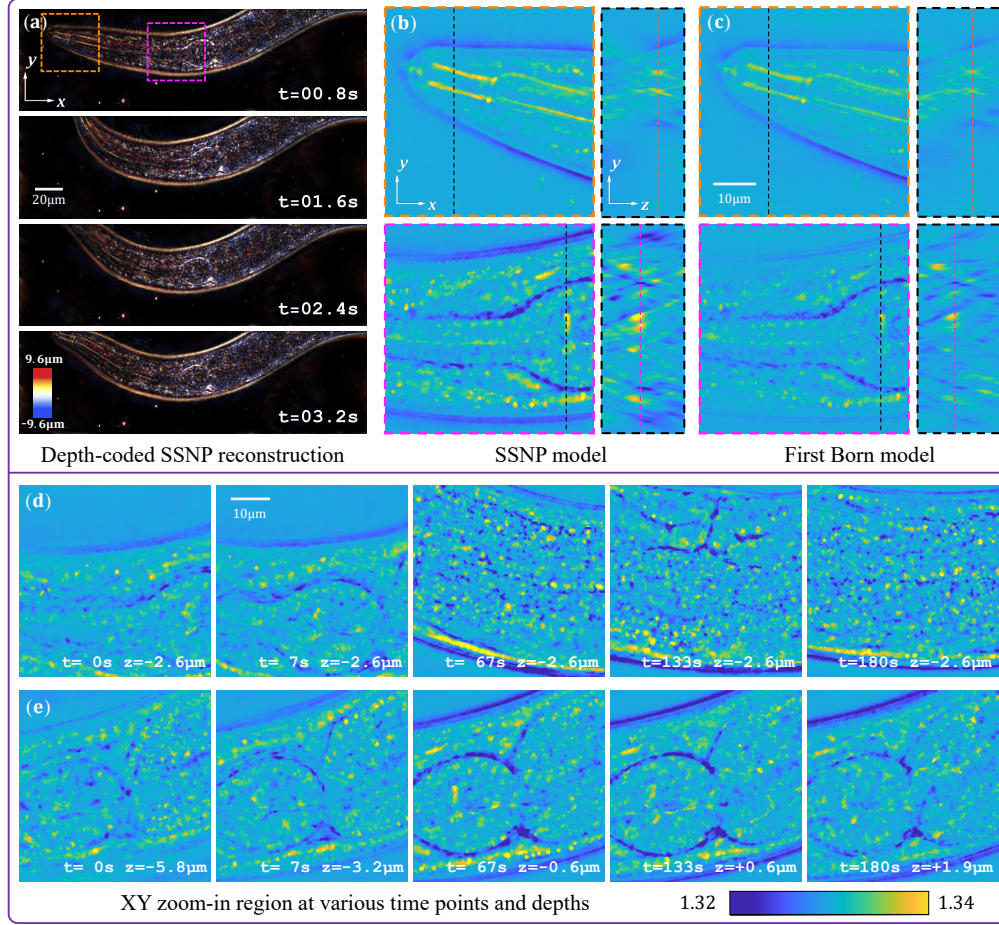 (a)
y
x
t=00.8s
20μm
t=01.6s
t=02.4s
9.6μm
-9.6μm
t=03.2s
Depth-coded SSNP reconstruction
(b)
y
x
y
z
SSNP model
(c)
10μm
First Born model
(d)
10μm
t= 0s z=-2.6μm
t= 7s z=-2.6μm
t= 67s z=-2.6μm
t=133s z=-2.6μm
t=180s z=-2.6μm
(e)
t= 0s z=-5.8μm
t= 7s z=-3.2μm
t= 67s z=-0.6μm
t=133s z=+0.6μm
t=180s z=+1.9μm
XY zoom-in region at various time points and depths
1.32
1.34